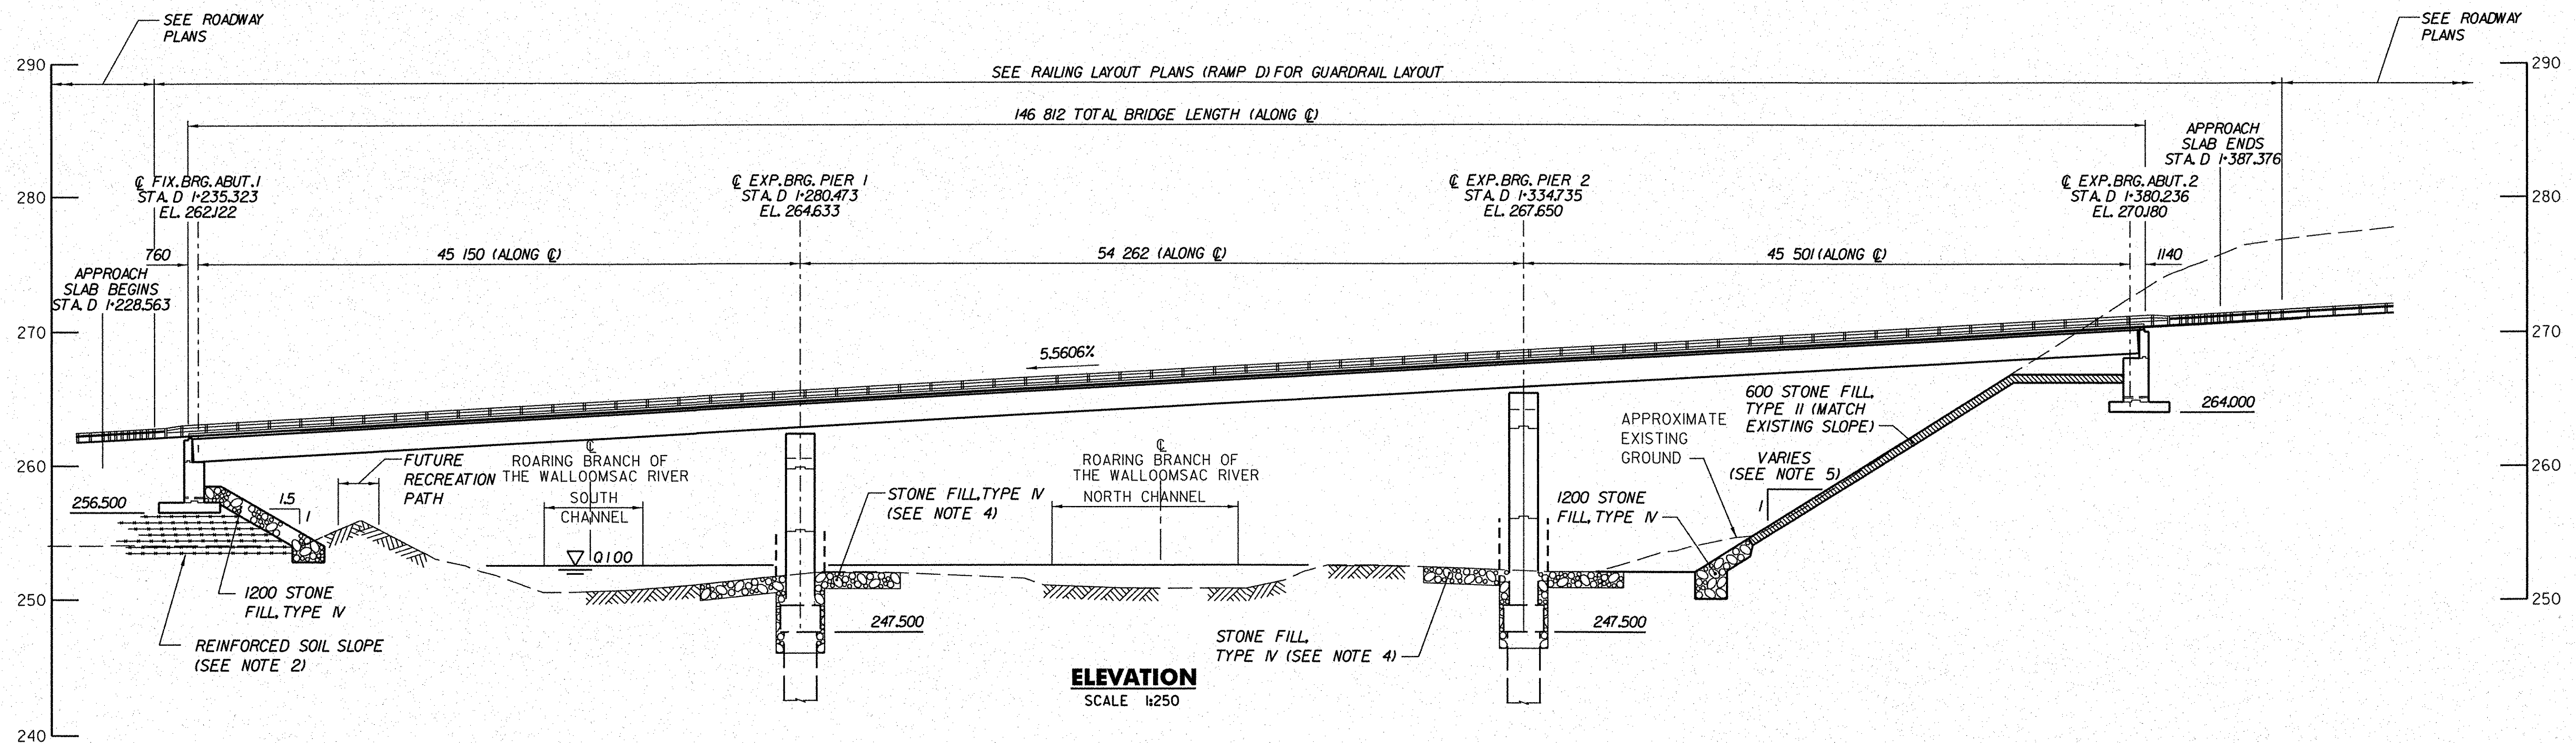 SEE ROADWAY
PLANS
SEE ROADWAY
PLANS
290
290
SEE RAILING LAYOUT PLANS (RAMP D) FOR GUARDRAIL LAYOUT
146 812 TOTAL BRIDGE LENGTH (ALONG ℄)
APPROACH
SLAB ENDS
STA. D 1+387.376
280
280
℄ FIX. BRG. ABUT. 1
STA. D 1+235.323
EL. 262.122
℄ EXP. BRG. PIER 1
STA. D 1+280.473
EL. 264.633
℄ EXP. BRG. PIER 2
STA. D 1+334.735
EL. 267.650
℄ EXP. BRG. ABUT. 2
STA. D 1+380.236
EL. 270.180
760
45 150 (ALONG ℄)
54 262 (ALONG ℄)
45 501 (ALONG ℄)
1140
APPROACH
SLAB BEGINS
STA. D 1+228.563
270
270
5.5606%
600 STONE FILL,
TYPE II (MATCH
EXISTING SLOPE)
264.000
APPROXIMATE
EXISTING
GROUND
260
260
FUTURE
RECREATION
PATH
℄
ROARING BRANCH OF
THE WALLOOMSAC RIVER
SOUTH
CHANNEL
℄
ROARING BRANCH OF
THE WALLOOMSAC RIVER
NORTH CHANNEL
VARIES
(SEE NOTE 5)
1
256.500
1.5
1
STONE FILL, TYPE IV
(SEE NOTE 4)
1200 STONE
FILL, TYPE IV
Q100
250
250
1200 STONE
FILL, TYPE IV
247.500
247.500
REINFORCED SOIL SLOPE
(SEE NOTE 2)
STONE FILL,
TYPE IV (SEE NOTE 4)
ELEVATION
SCALE 1:250
240